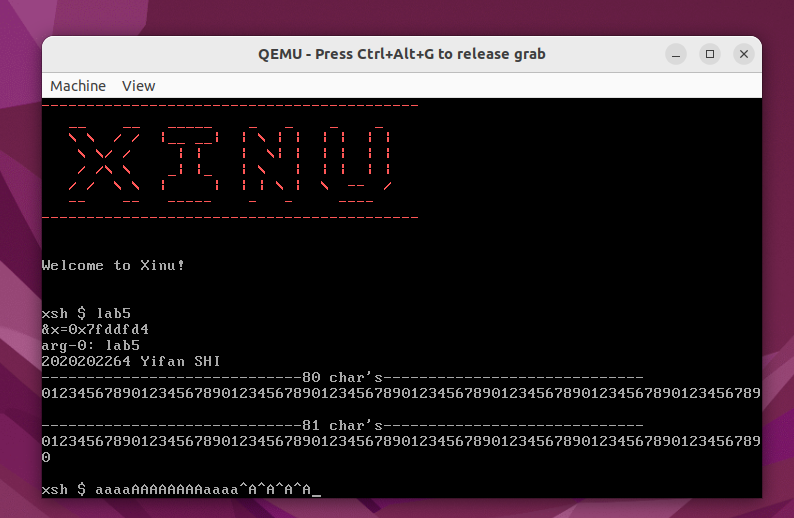 QEMU - Press Ctrl+Alt+G to release grab
Machine View
---------------------------------------
XINU
---------------------------------------
Welcome to Xinu!
xsh $ lab5
&x=0x7fddfd4
arg-0: lab5
2020202264 Yifan SHI
-----------------------------80 char's-----------------------------
01234567890123456789012345678901234567890123456789012345678901234567890123456789
-----------------------------81 char's-----------------------------
01234567890123456789012345678901234567890123456789012345678901234567890123456789
0
xsh $ aaaaAAAAAAAAaaaa^A^A^A^A_